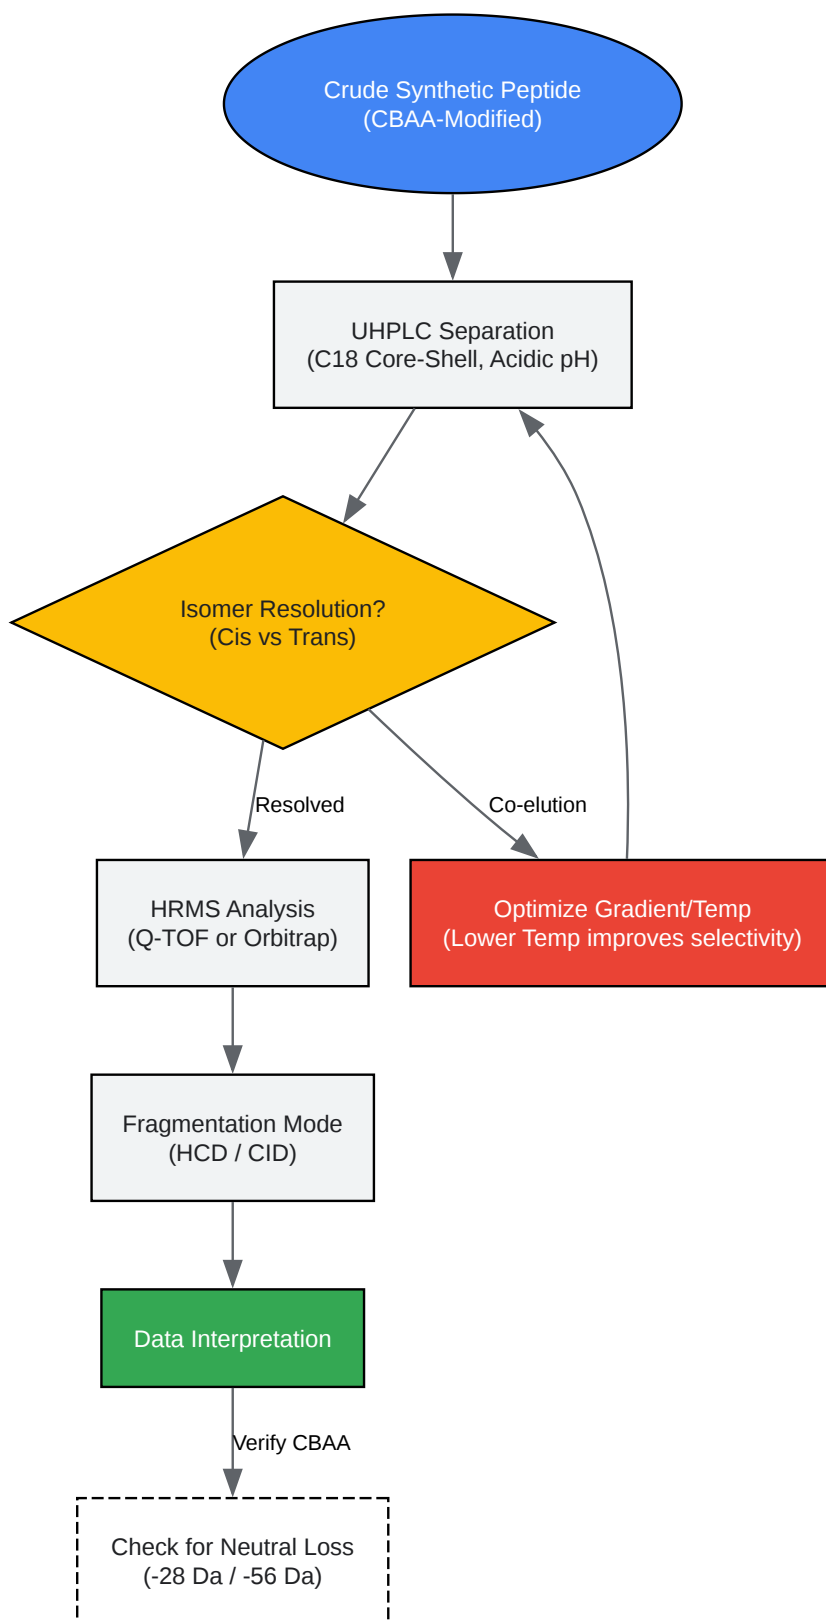 Crude Synthetic Peptide
(CBAA-Modified)
UHPLC Separation
(C18 Core-Shell, Acidic pH)
Isomer Resolution?
(Cis vs Trans)
Resolved
Co-elution
HRMS Analysis
(Q-TOF or Orbitrap)
Optimize Gradient/Temp
(Lower Temp improves selectivity)
Fragmentation Mode
(HCD / CID)
Data Interpretation
Verify CBAA
Check for Neutral Loss
(-28 Da / -56 Da)